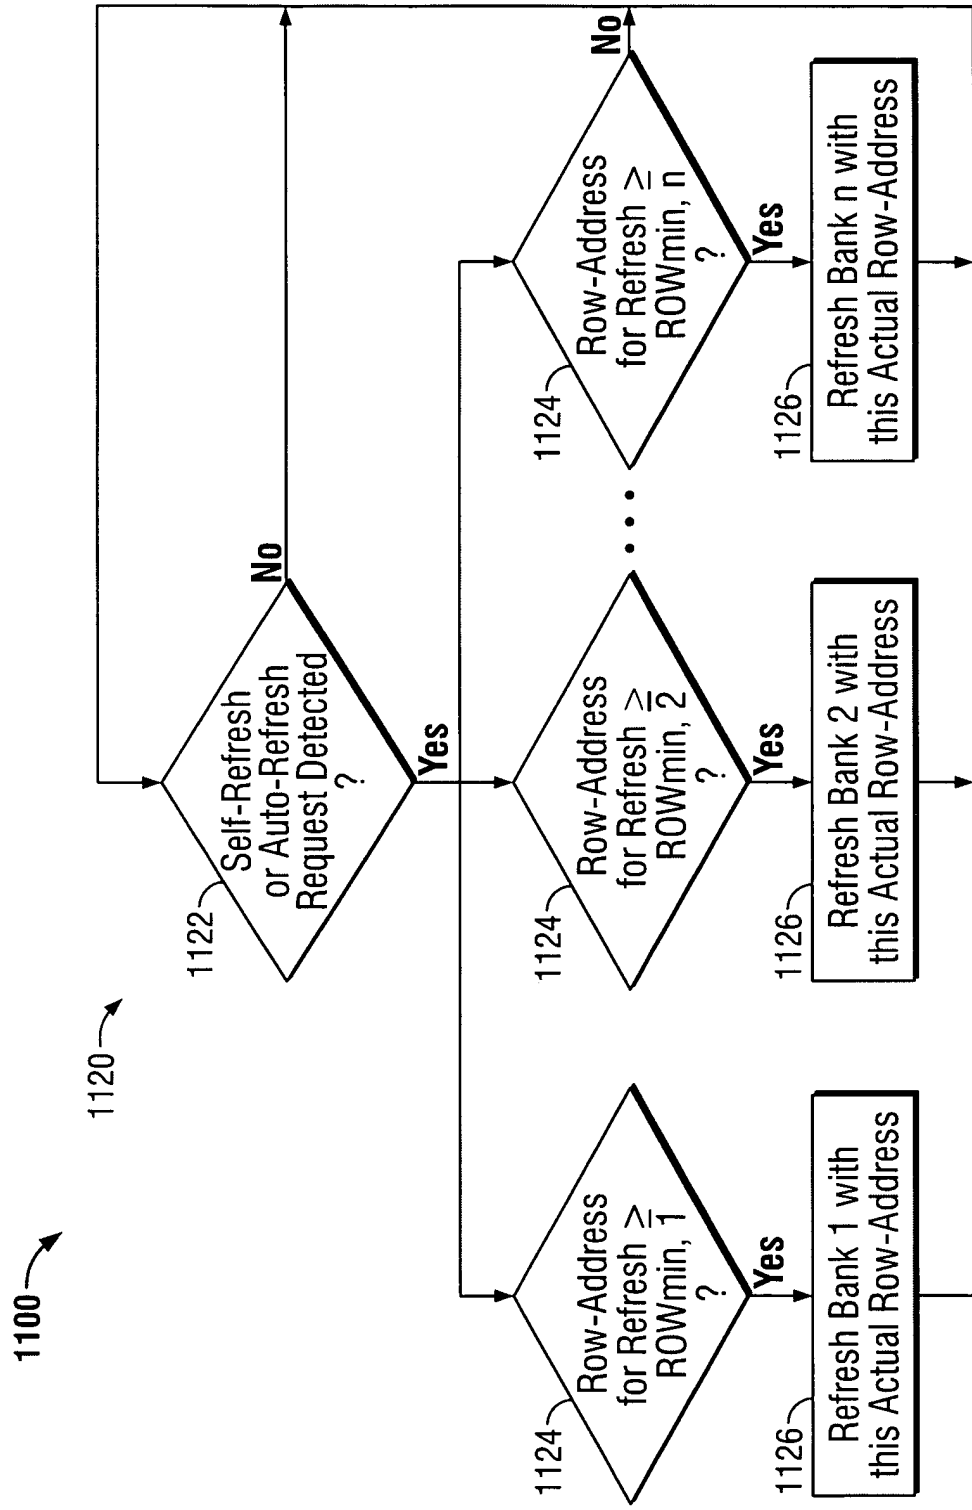 1100
1120
1122
Self-Refresh
or Auto-Refresh
Request Detected
?
No
Yes
1124
Row-Address
for Refresh ≥
ROWmin, 1
?
Yes
1124
Row-Address
for Refresh ≥
ROWmin, 2
?
Yes
• • •
1124
Row-Address
for Refresh ≥
ROWmin, n
?
No
Yes
1126
Refresh Bank 1 with
this Actual Row-Address
1126
Refresh Bank 2 with
this Actual Row-Address
1126
Refresh Bank n with
this Actual Row-Address